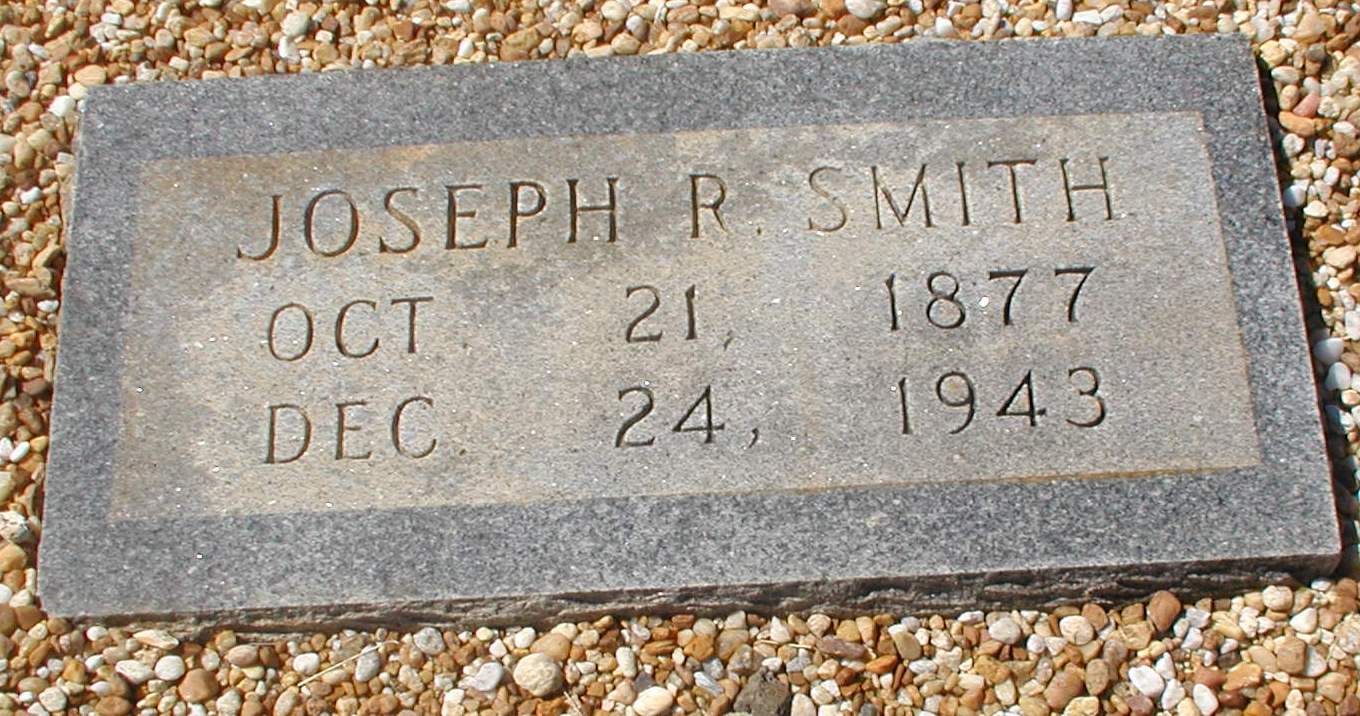 JOSEPH R. SMITH
OCT. 21, 1877
DEC. 24, 1943